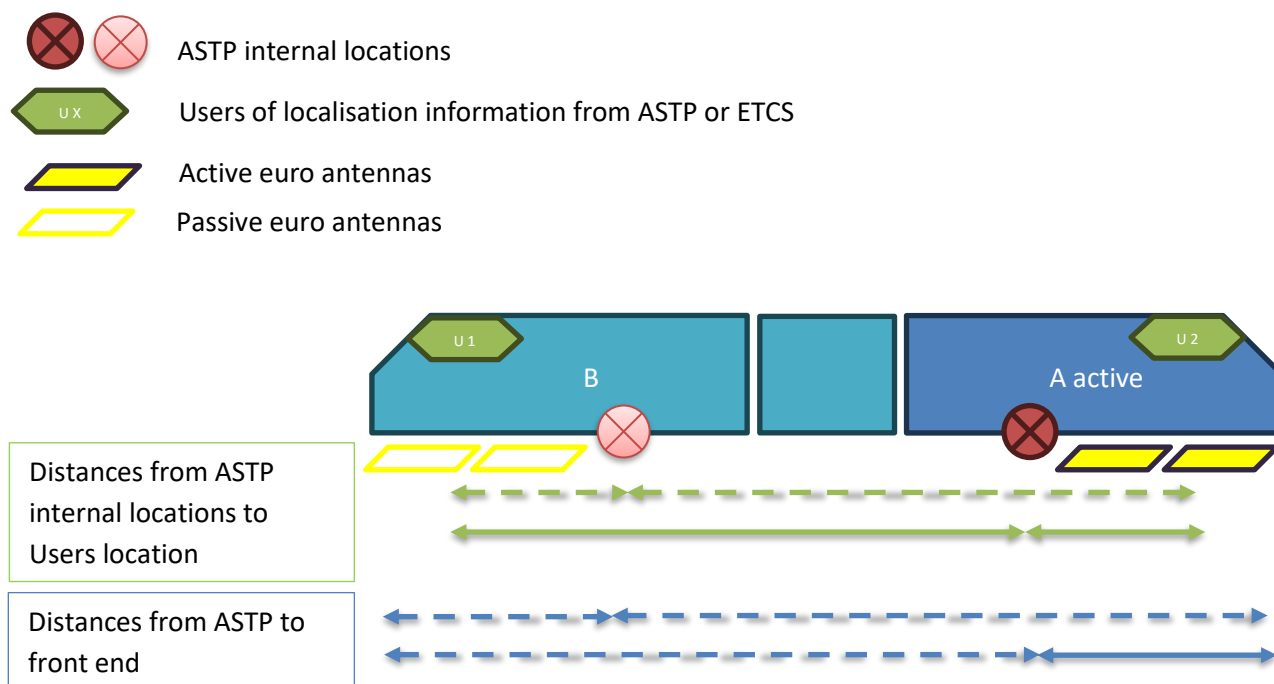 ASTP internal locations
U X
Users of localisation information from ASTP or ETCS
Active euro antennas
Passive euro antennas
U 1
U 2
B
A active
Distances from ASTP
internal locations to
Users location
Distances from ASTP to
front end